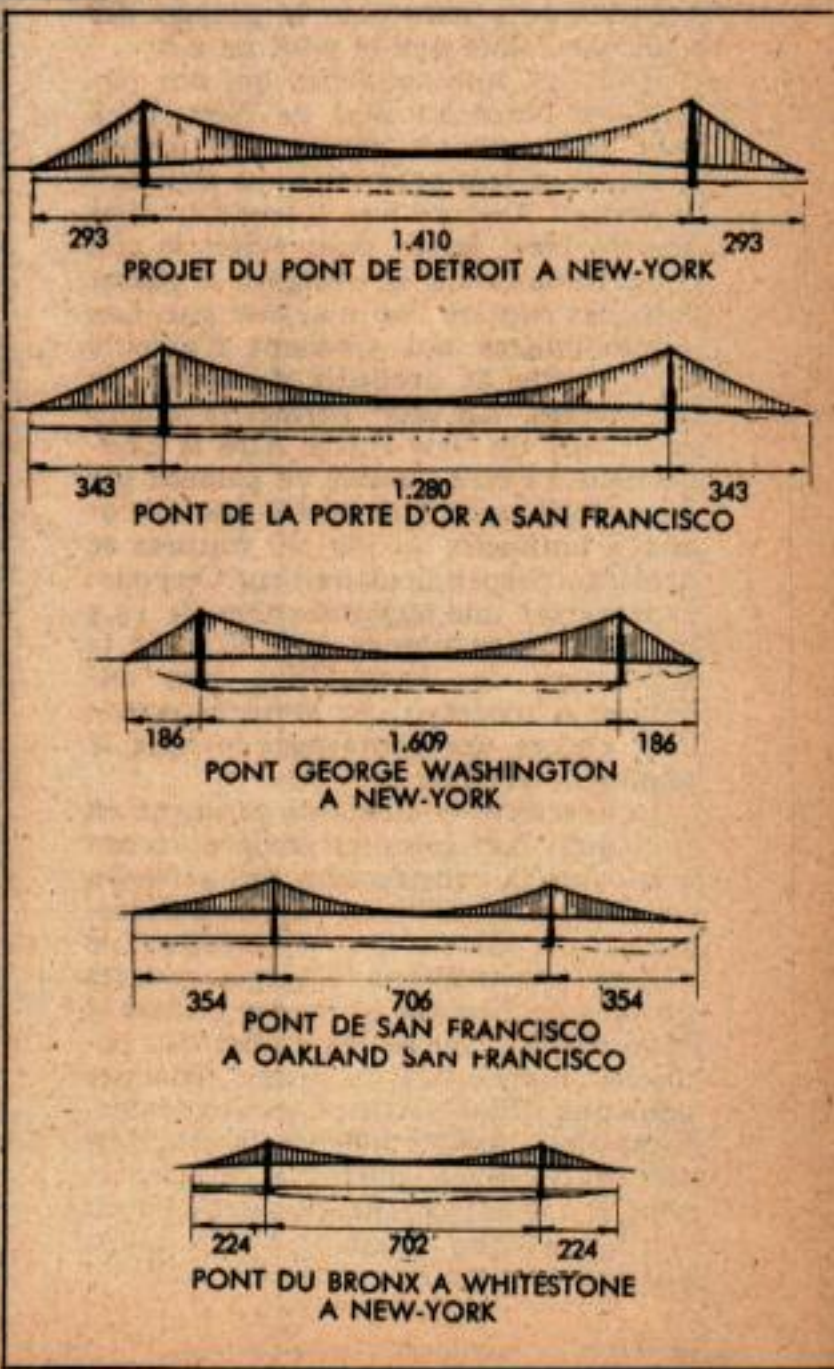 293 1.410 293
PROJET DU PONT DE DETROIT A NEW-YORK
343 1.280 343
PONT DE LA PORTE D'OR A SAN FRANCISCO
186 1.609 186
PONT GEORGE WASHINGTON
A NEW-YORK
354 706 354
PONT DE SAN FRANCISCO
A OAKLAND SAN FRANCISCO
224 702 224
PONT DU BRONX A WHITESTONE
A NEW-YORK